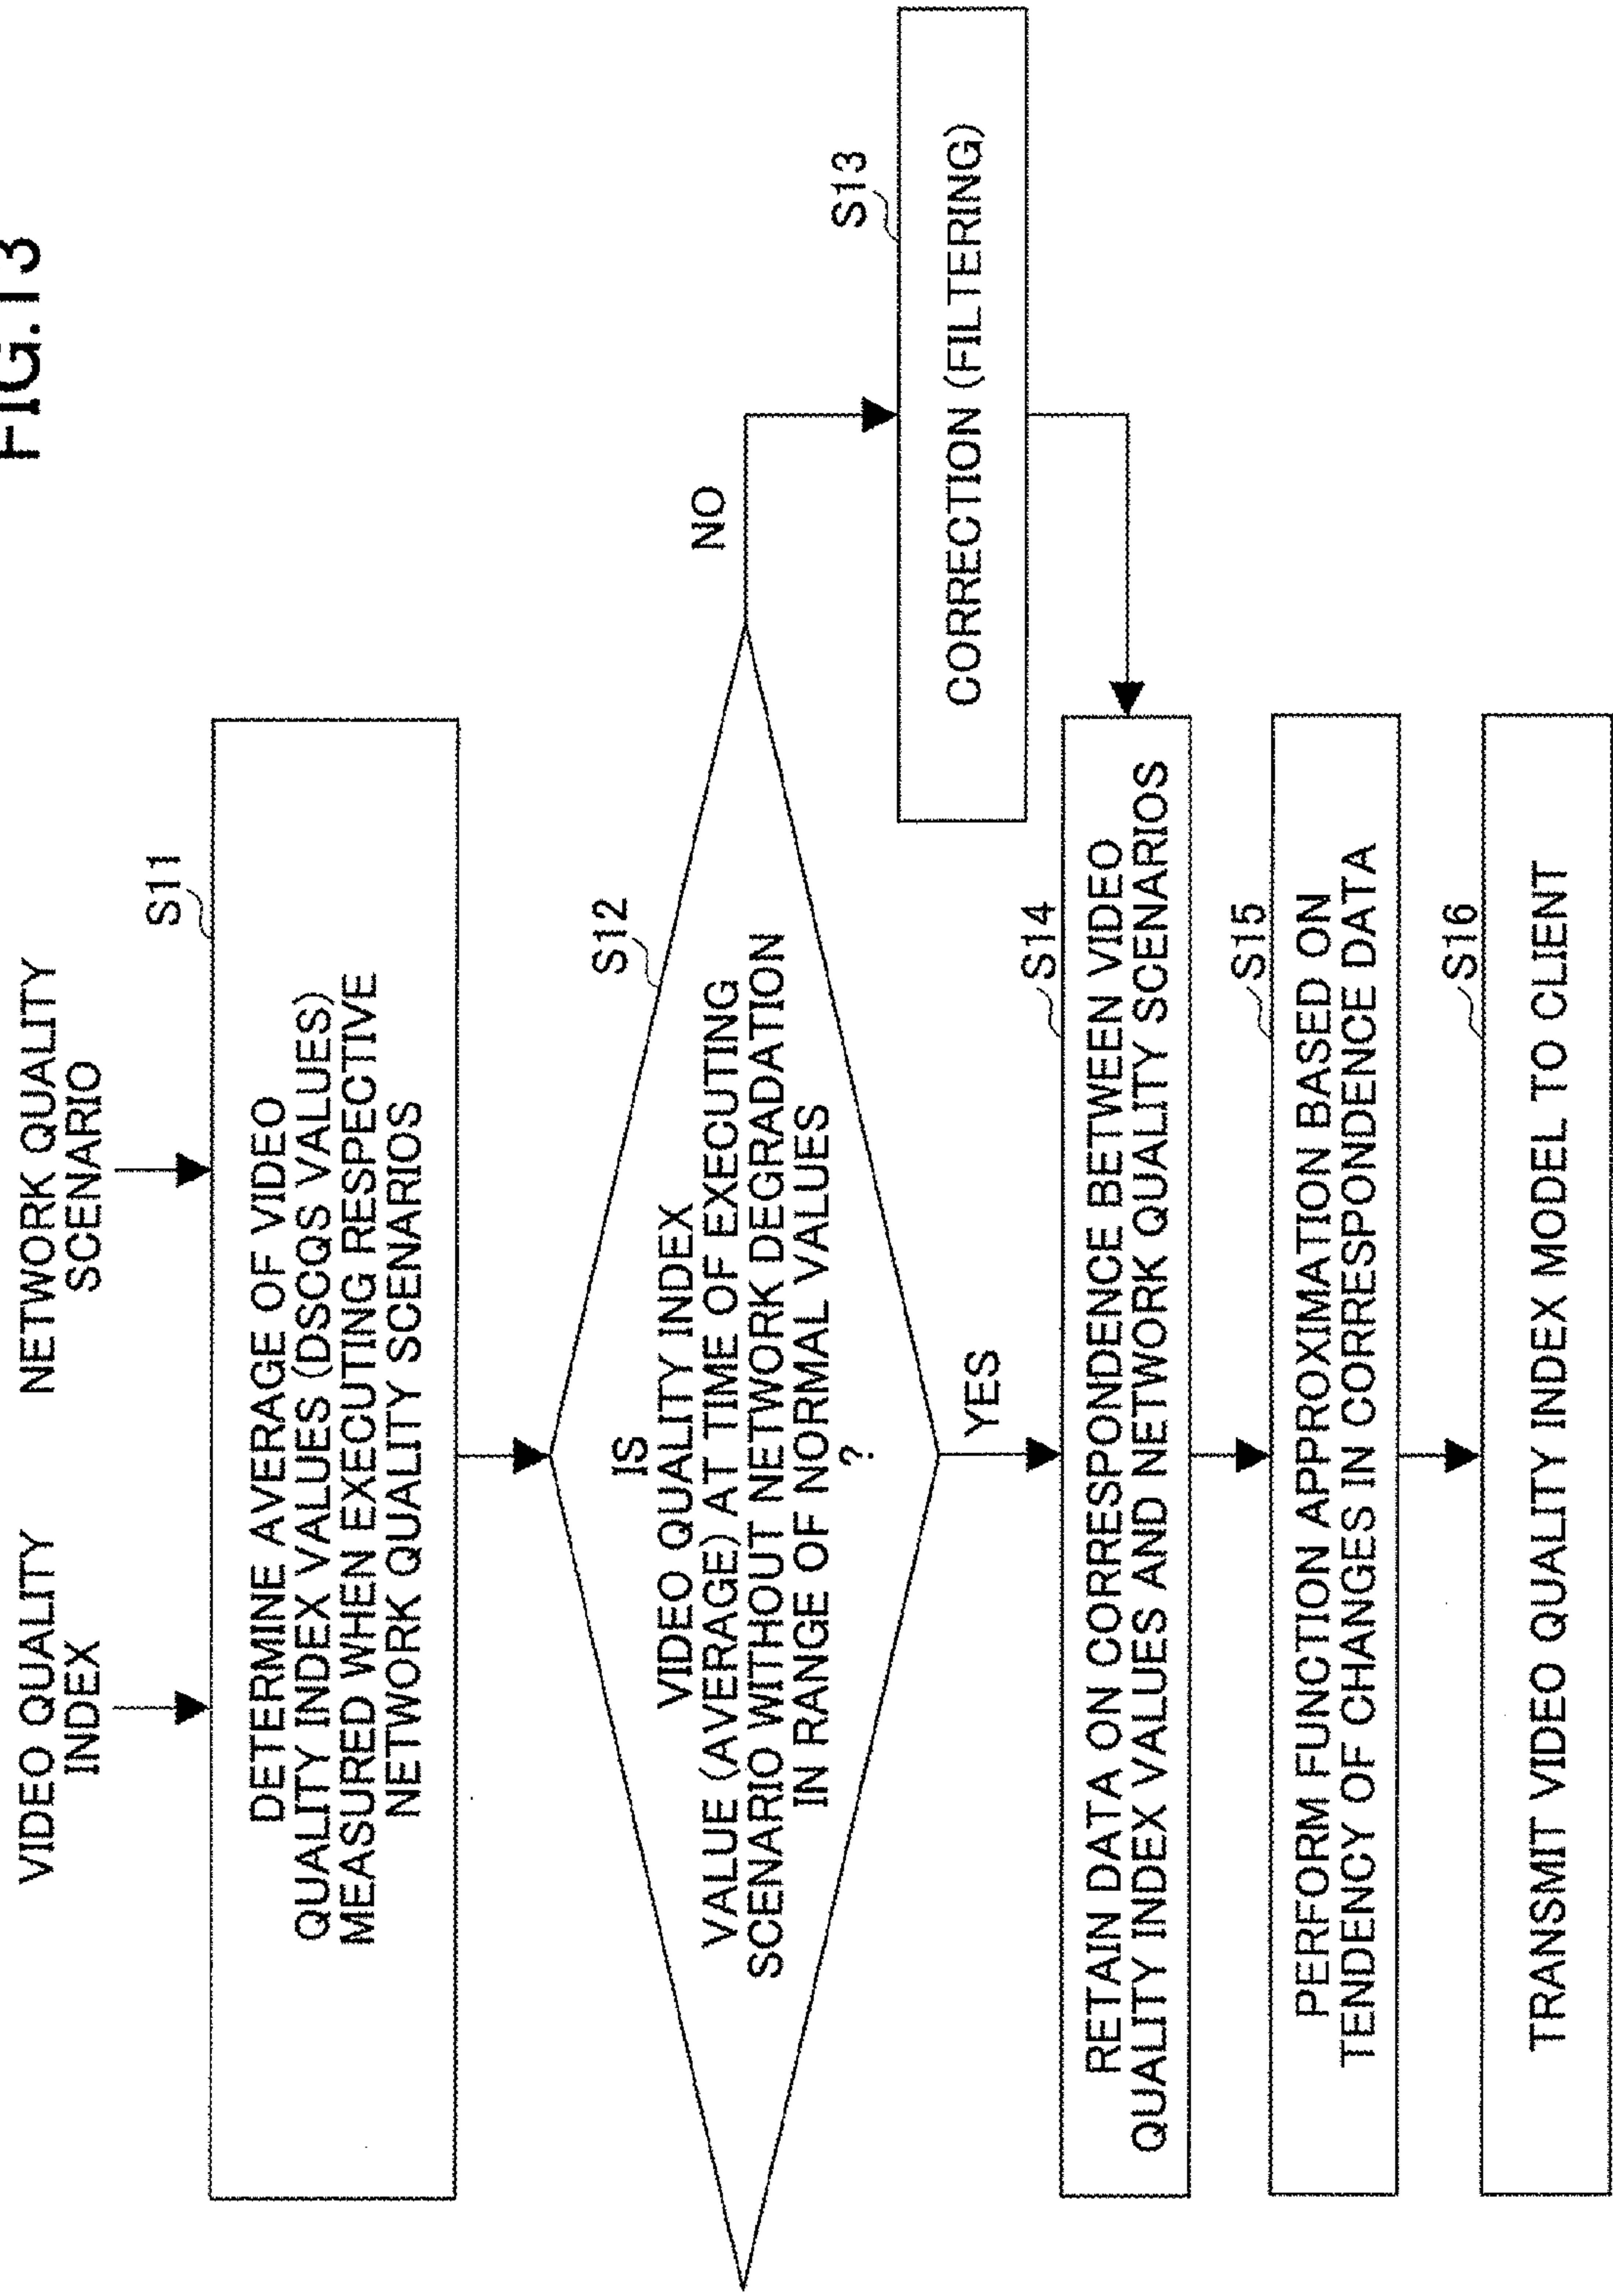 FIG.13
VIDEO QUALITY
INDEX
NETWORK QUALITY
SCENARIO
S11
DETERMINE AVERAGE OF VIDEO
QUALITY INDEX VALUES (DSCQS VALUES)
MEASURED WHEN EXECUTING RESPECTIVE
NETWORK QUALITY SCENARIOS
S12
IS
VIDEO QUALITY INDEX
VALUE (AVERAGE) AT TIME OF EXECUTING
SCENARIO WITHOUT NETWORK DEGRADATION
IN RANGE OF NORMAL VALUES
?
NO
YES
S13
CORRECTION (FILTERING)
S14
RETAIN DATA ON CORRESPONDENCE BETWEEN VIDEO
QUALITY INDEX VALUES AND NETWORK QUALITY SCENARIOS
S15
PERFORM FUNCTION APPROXIMATION BASED ON
TENDENCY OF CHANGES IN CORRESPONDENCE DATA
S16
TRANSMIT VIDEO QUALITY INDEX MODEL TO CLIENT